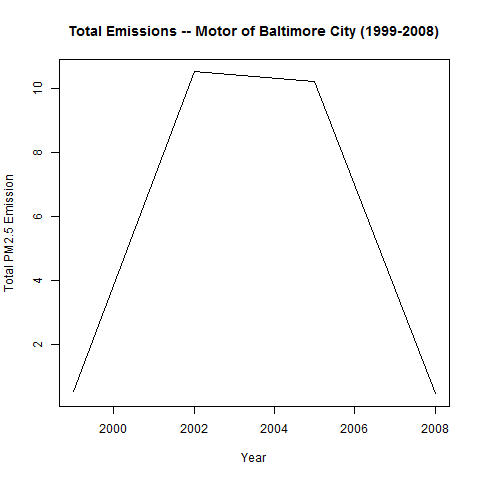 Total Emissions -- Motor of Baltimore City (1999-2008)
Total PM2.5 Emission
10
8
6
4
2
2000 2002 2004 2006 2008
Year